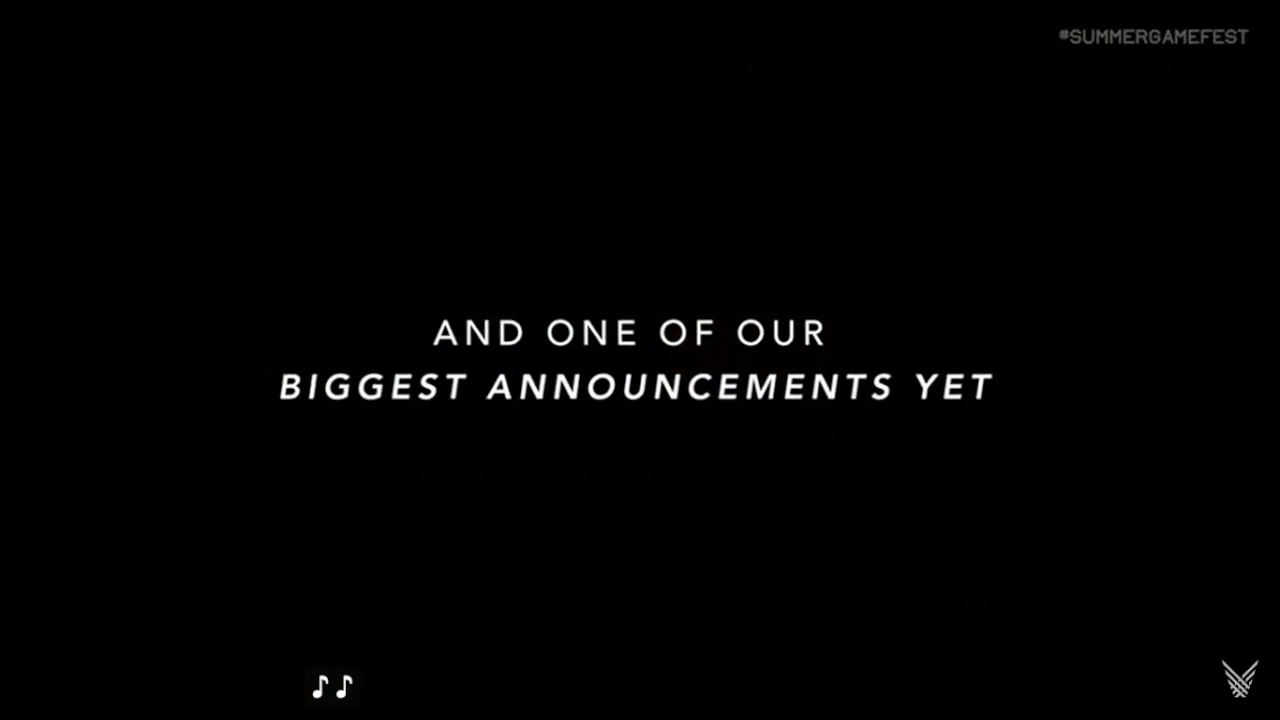 #SUMMERGAMEFEST
AND ONE OF OUR
BIGGEST ANNOUNCEMENTS YET
♪ ♪